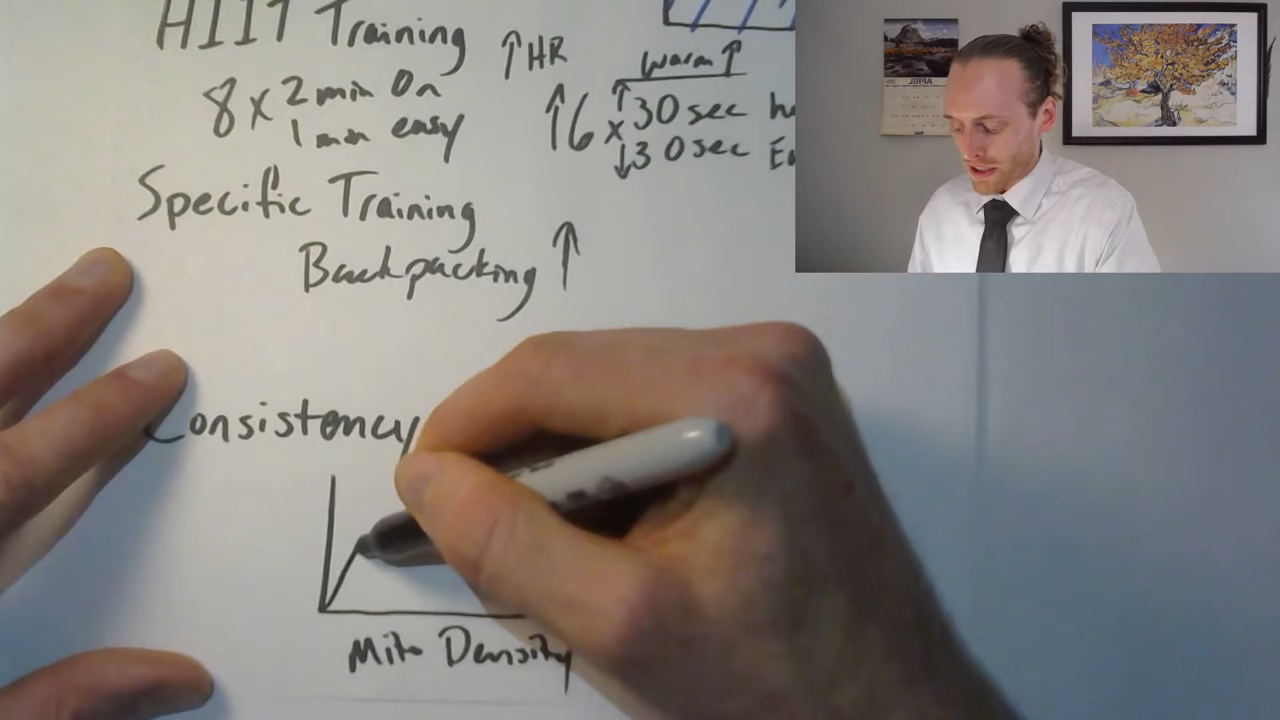 HIIT Training
↑HR
8 x 2 min On
1 min easy
Warm ↑
↑6 x ↑30 sec
↓30 sec
Specific Training
Backpacking ↑
Consistency
Mito Density
APRIL